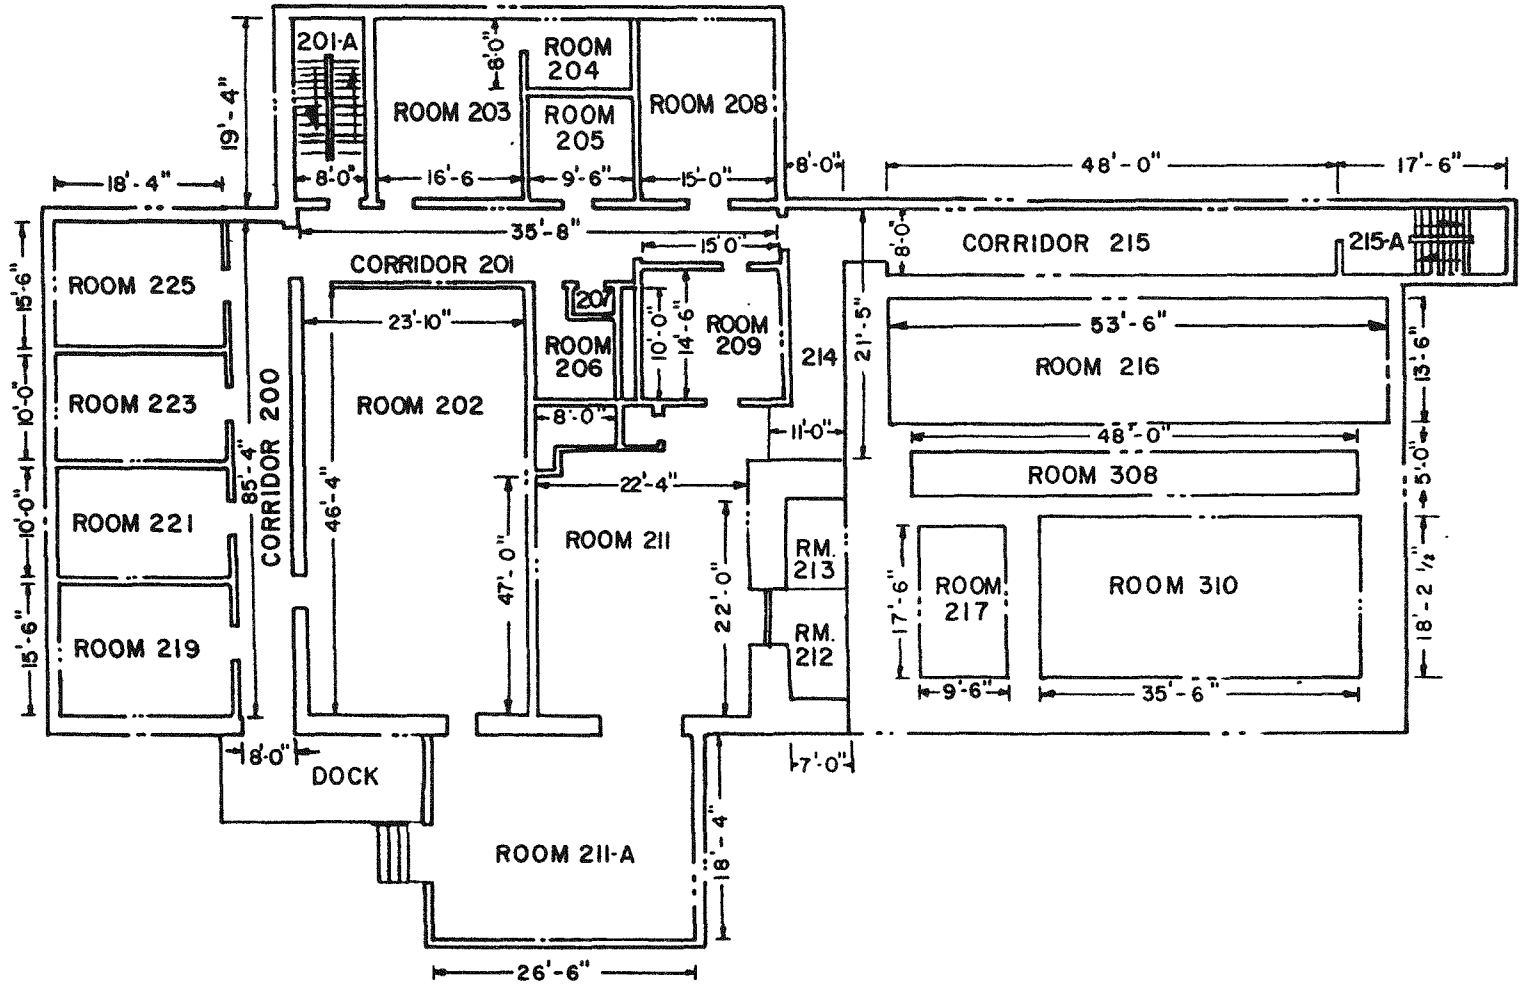 201-A
8'-0"
ROOM
204
19'-4"
ROOM 203
ROOM
205
ROOM 208
8'-0"
48'-0"
17'-6"
18'-4"
8'-0"
16'-6
9'-6"
15'-0"
35'-8"
15'0"
8'-0"
CORRIDOR 215
215-A
CORRIDOR 201
ROOM 225
15'-6"
207
23'-10"
10'-0"
14'-6"
ROOM
209
21'-5"
53'-6"
ROOM
206
214
ROOM 216
13'-6"
ROOM 223
10'-0"
CORRIDOR 200
85'-4"
ROOM 202
8'-0"
11'-0"
48'-0"
ROOM 308
5'-0"
46'-4"
22'-4"
ROOM 221
10'-0"
ROOM 211
47'-0"
22'-0"
RM.
213
17'-6"
ROOM
217
ROOM 310
18'-2 1/2"
ROOM 219
15'-6"
RM.
212
9'-6"
35'-6"
8'-0"
DOCK
7'-0"
ROOM 211-A
18'-4"
26'-6"